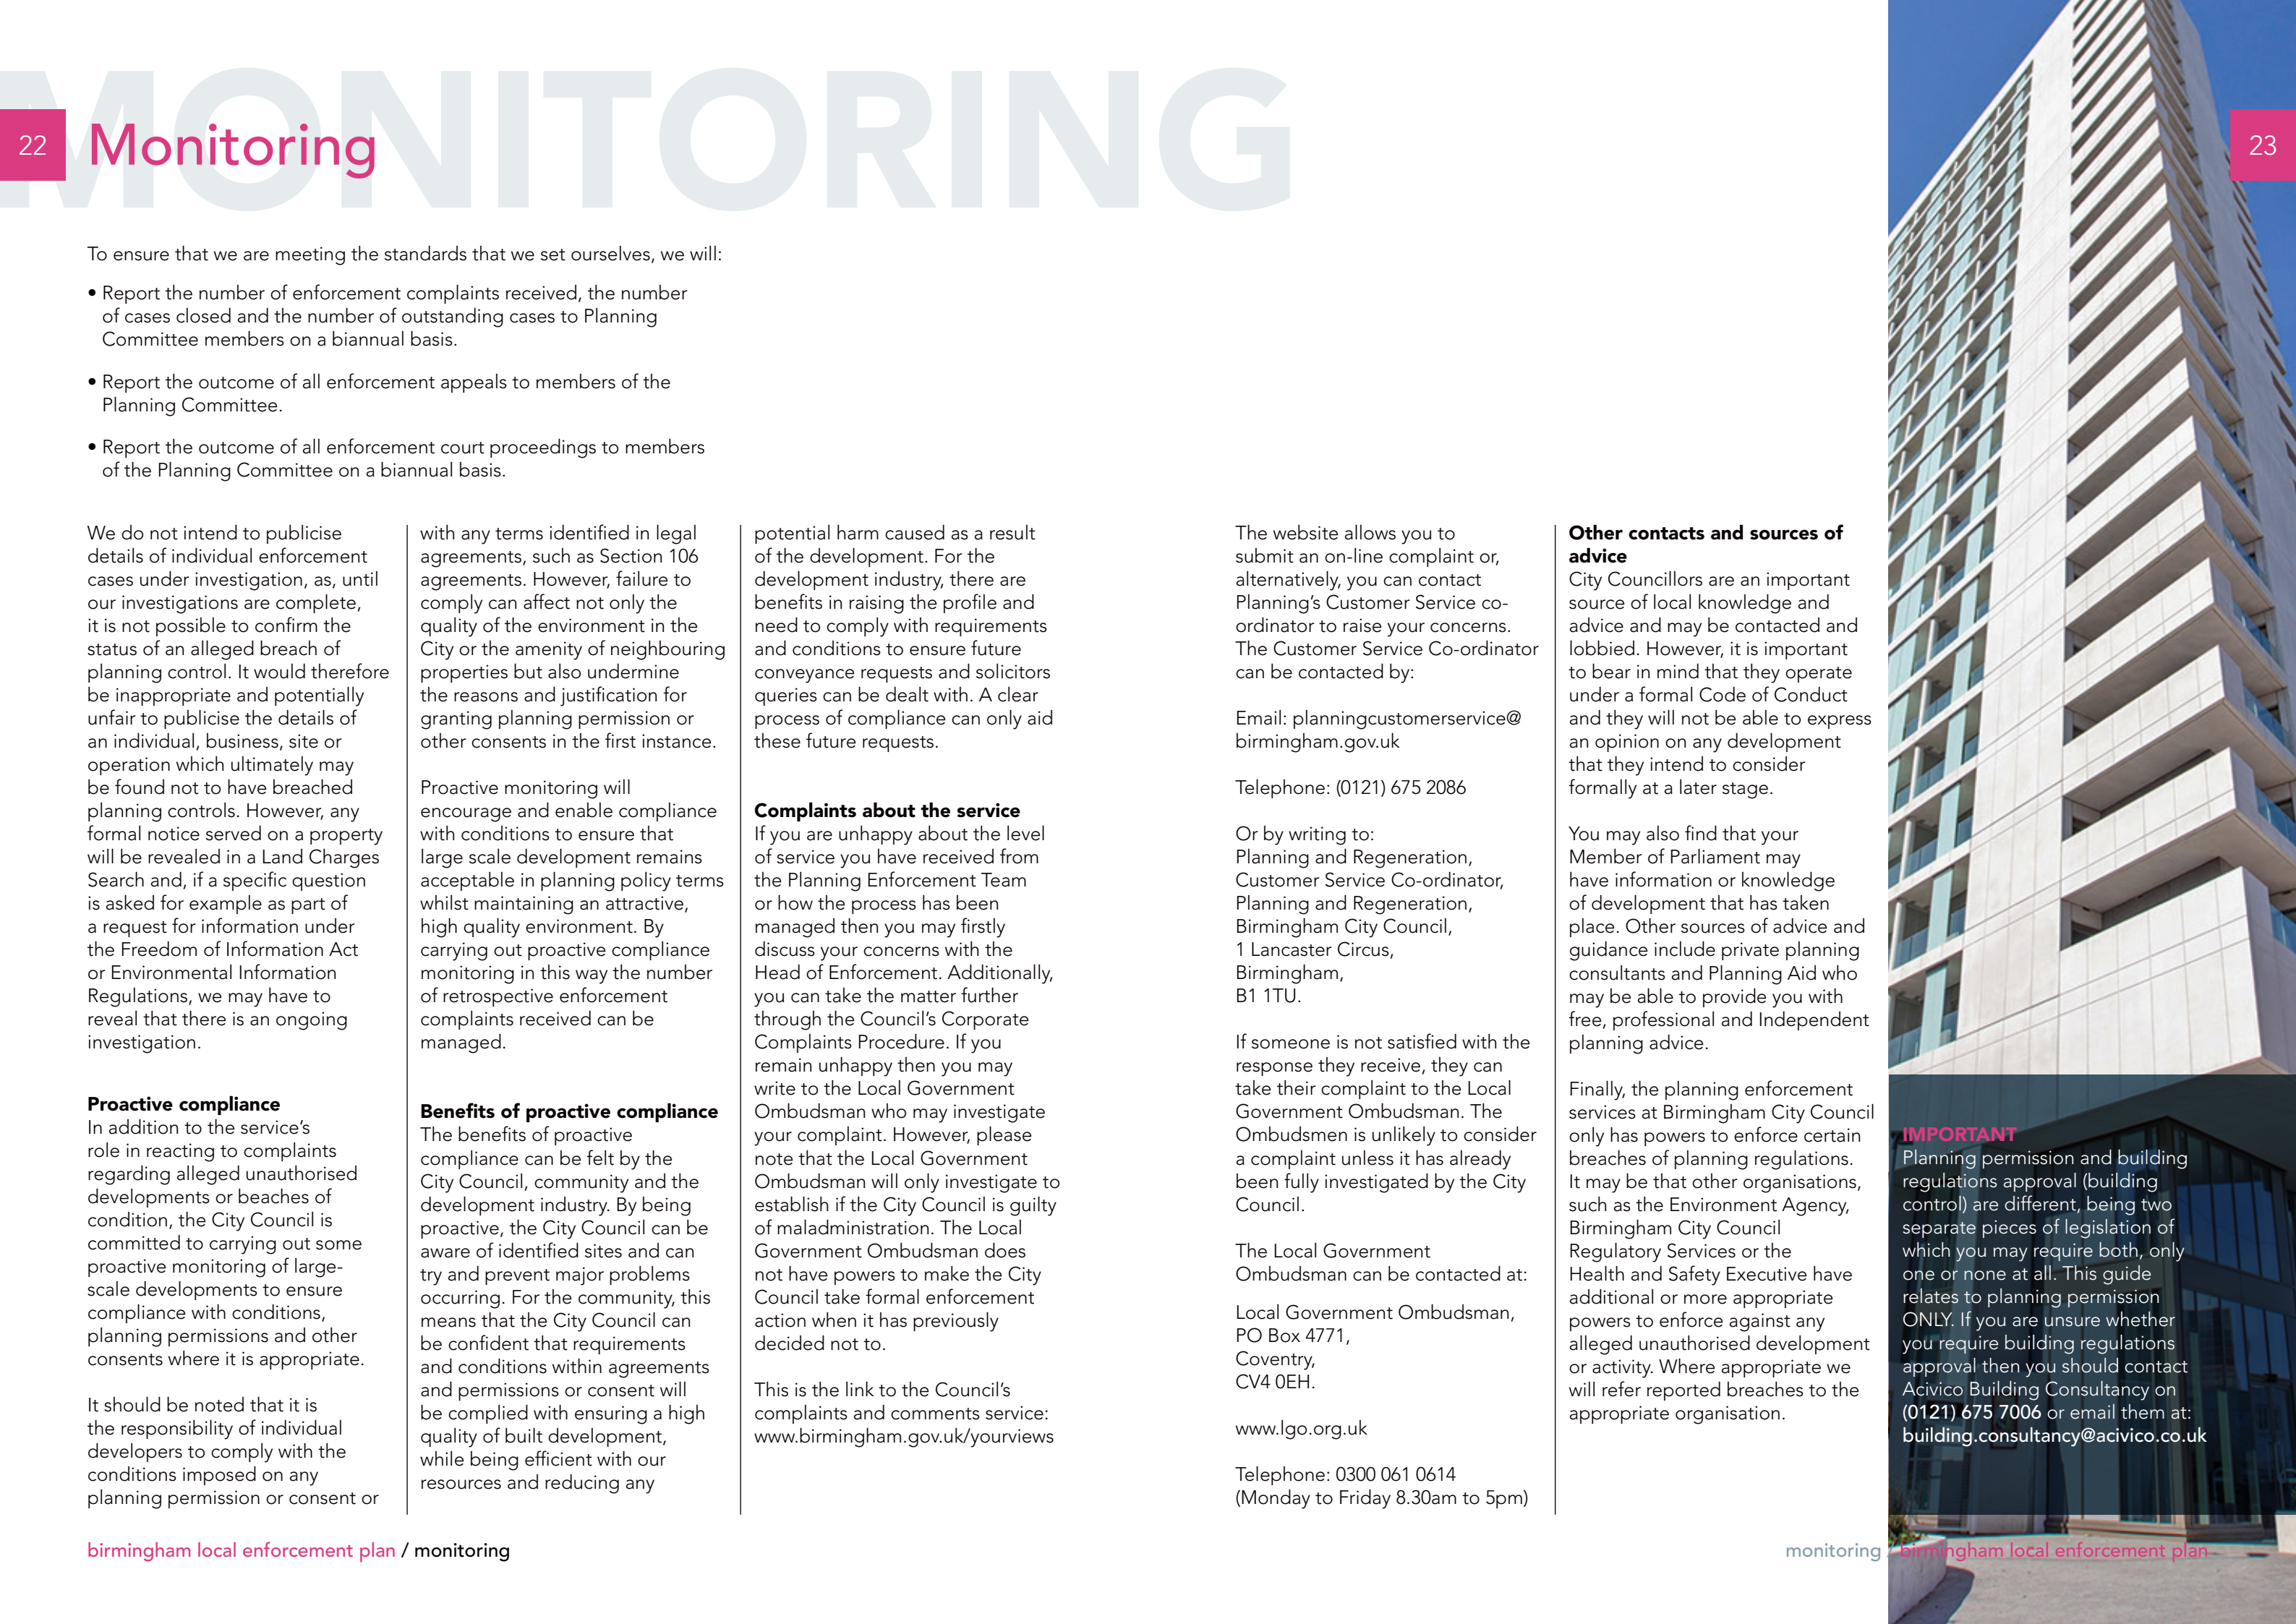 MONITORING
22
Monitoring
23
To ensure that we are meeting the standards that we set ourselves, we will:
• Report the number of enforcement complaints received, the number
of cases closed and the number of outstanding cases to Planning
Committee members on a biannual basis.
• Report the outcome of all enforcement appeals to members of the
Planning Committee.
• Report the outcome of all enforcement court proceedings to members
of the Planning Committee on a biannual basis.
We do not intend to publicise
details of individual enforcement
cases under investigation, as, until
our investigations are complete,
it is not possible to confirm the
status of an alleged breach of
planning control. It would therefore
be inappropriate and potentially
unfair to publicise the details of
an individual, business, site or
operation which ultimately may
be found not to have breached
planning controls. However, any
formal notice served on a property
will be revealed in a Land Charges
Search and, if a specific question
is asked for example as part of
a request for information under
the Freedom of Information Act
or Environmental Information
Regulations, we may have to
reveal that there is an ongoing
investigation.
Proactive compliance
In addition to the service's
role in reacting to complaints
regarding alleged unauthorised
developments or beaches of
condition, the City Council is
committed to carrying out some
proactive monitoring of large-
scale developments to ensure
compliance with conditions,
planning permissions and other
consents where it is appropriate.
It should be noted that it is
the responsibility of individual
developers to comply with the
conditions imposed on any
planning permission or consent or
with any terms identified in legal
agreements, such as Section 106
agreements. However, failure to
comply can affect not only the
quality of the environment in the
City or the amenity of neighbouring
properties but also undermine
the reasons and justification for
granting planning permission or
other consents in the first instance.
Proactive monitoring will
encourage and enable compliance
with conditions to ensure that
large scale development remains
acceptable in planning policy terms
whilst maintaining an attractive,
high quality environment. By
carrying out proactive compliance
monitoring in this way the number
of retrospective enforcement
complaints received can be
managed.
Benefits of proactive compliance
The benefits of proactive
compliance can be felt by the
City Council, community and the
development industry. By being
proactive, the City Council can be
aware of identified sites and can
try and prevent major problems
occurring. For the community, this
means that the City Council can
be confident that requirements
and conditions within agreements
and permissions or consent will
be complied with ensuring a high
quality of built development,
while being efficient with our
resources and reducing any
potential harm caused as a result
of the development. For the
development industry, there are
benefits in raising the profile and
need to comply with requirements
and conditions to ensure future
conveyance requests and solicitors
queries can be dealt with. A clear
process of compliance can only aid
these future requests.
Complaints about the service
If you are unhappy about the level
of service you have received from
the Planning Enforcement Team
or how the process has been
managed then you may firstly
discuss your concerns with the
Head of Enforcement. Additionally,
you can take the matter further
through the Council's Corporate
Complaints Procedure. If you
remain unhappy then you may
write to the Local Government
Ombudsman who may investigate
your complaint. However, please
note that the Local Government
Ombudsman will only investigate to
establish if the City Council is guilty
of maladministration. The Local
Government Ombudsman does
not have powers to make the City
Council take formal enforcement
action when it has previously
decided not to.
This is the link to the Council's
complaints and comments service:
www.birmingham.gov.uk/yourviews
The website allows you to
submit an on-line complaint or,
alternatively, you can contact
Planning's Customer Service co-
ordinator to raise your concerns.
The Customer Service Co-ordinator
can be contacted by:
Email: planningcustomerservice@
birmingham.gov.uk
Telephone: (0121) 675 2086
Or by writing to:
Planning and Regeneration,
Customer Service Co-ordinator,
Planning and Regeneration,
Birmingham City Council,
1 Lancaster Circus,
Birmingham,
B1 1TU.
If someone is not satisfied with the
response they receive, they can
take their complaint to the Local
Government Ombudsman. The
Ombudsmen is unlikely to consider
a complaint unless it has already
been fully investigated by the City
Council.
The Local Government
Ombudsman can be contacted at:
Local Government Ombudsman,
PO Box 4771,
Coventry,
CV4 0EH.
www.lgo.org.uk
Telephone: 0300 061 0614
(Monday to Friday 8.30am to 5pm)
Other contacts and sources of
advice
City Councillors are an important
source of local knowledge and
advice and may be contacted and
lobbied. However, it is important
to bear in mind that they operate
under a formal Code of Conduct
and they will not be able to express
an opinion on any development
that they intend to consider
formally at a later stage.
You may also find that your
Member of Parliament may
have information or knowledge
of development that has taken
place. Other sources of advice and
guidance include private planning
consultants and Planning Aid who
may be able to provide you with
free, professional and Independent
planning advice.
Finally, the planning enforcement
services at Birmingham City Council
only has powers to enforce certain
breaches of planning regulations.
It may be that other organisations,
such as the Environment Agency,
Birmingham City Council
Regulatory Services or the
Health and Safety Executive have
additional or more appropriate
powers to enforce against any
alleged unauthorised development
or activity. Where appropriate we
will refer reported breaches to the
appropriate organisation.
IMPORTANT
Planning permission and building
regulations approval (building
control) are different, being two
separate pieces of legislation of
which you may require both, only
one or none at all. This guide
relates to planning permission
ONLY. If you are unsure whether
you require building regulations
approval then you should contact
Acivico Building Consultancy on
(0121) 675 7006 or email them at:
building.consultancy@acivico.co.uk
birmingham local enforcement plan / monitoring
monitoring / birmingham local enforcement plan